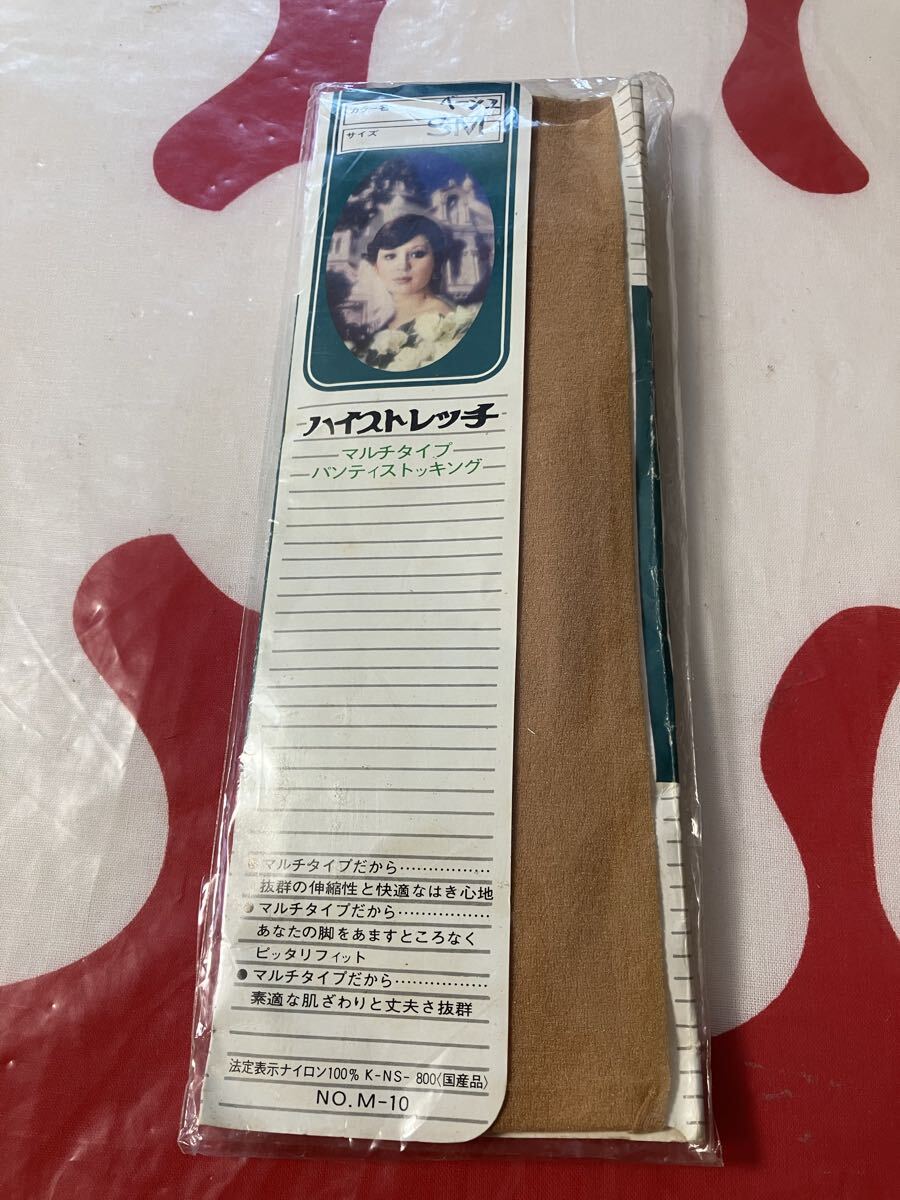 カラー名 ベージュ
サイズ SM
ハイストレッチ
マルチタイプ
パンティストッキング
●マルチタイプだから……………
抜群の伸縮性と快適なはき心地
●マルチタイプだから……………
あなたの脚をあますところなく
ピッタリフィット
●マルチタイプだから……………
素適な肌ざわりと丈夫さ抜群
法定表示ナイロン100% K-NS- 800〈国産品〉
NO. M-10